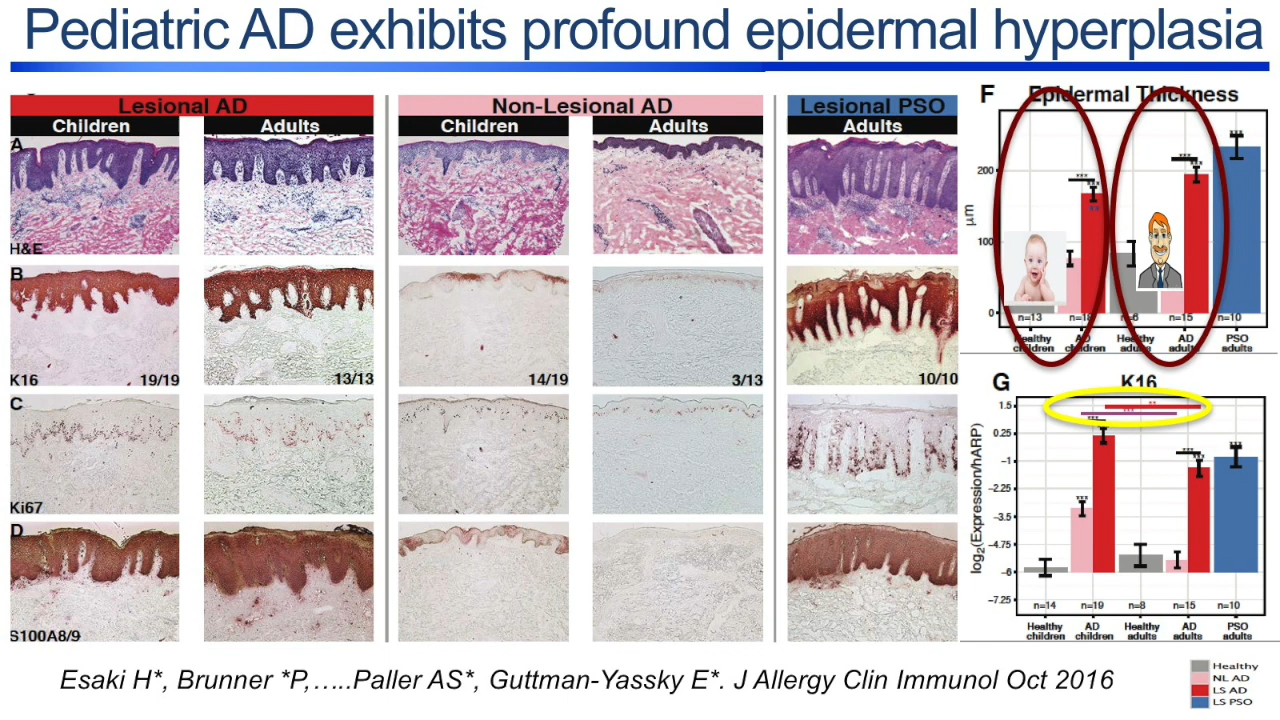 Pediatric AD exhibits profound epidermal hyperplasia
Lesional AD
Children
Adults
Non-Lesional AD
Children
Adults
Lesional PSO
Adults
A
H&E
B
K16
19/19
13/13
14/19
3/13
10/10
C
Ki67
D
S100A8/9
F
Epidermal Thickness
μm
200
100
0
***
***
**
***
***
***
n=13
n=18
n=6
n=15
n=10
Healthy children
AD children
Healthy adults
AD adults
PSO adults
G
K16
log2(Expression/hARP)
1.5
0.25
-1
-2.25
-3.5
-4.75
-6
-7.25
**
***
***
***
***
***
***
n=14
n=19
n=8
n=15
n=10
Healthy children
AD children
Healthy adults
AD adults
PSO adults
Esaki H*, Brunner *P,…..Paller AS*, Guttman-Yassky E*. J Allergy Clin Immunol Oct 2016
Healthy
NL AD
LS AD
LS PSO